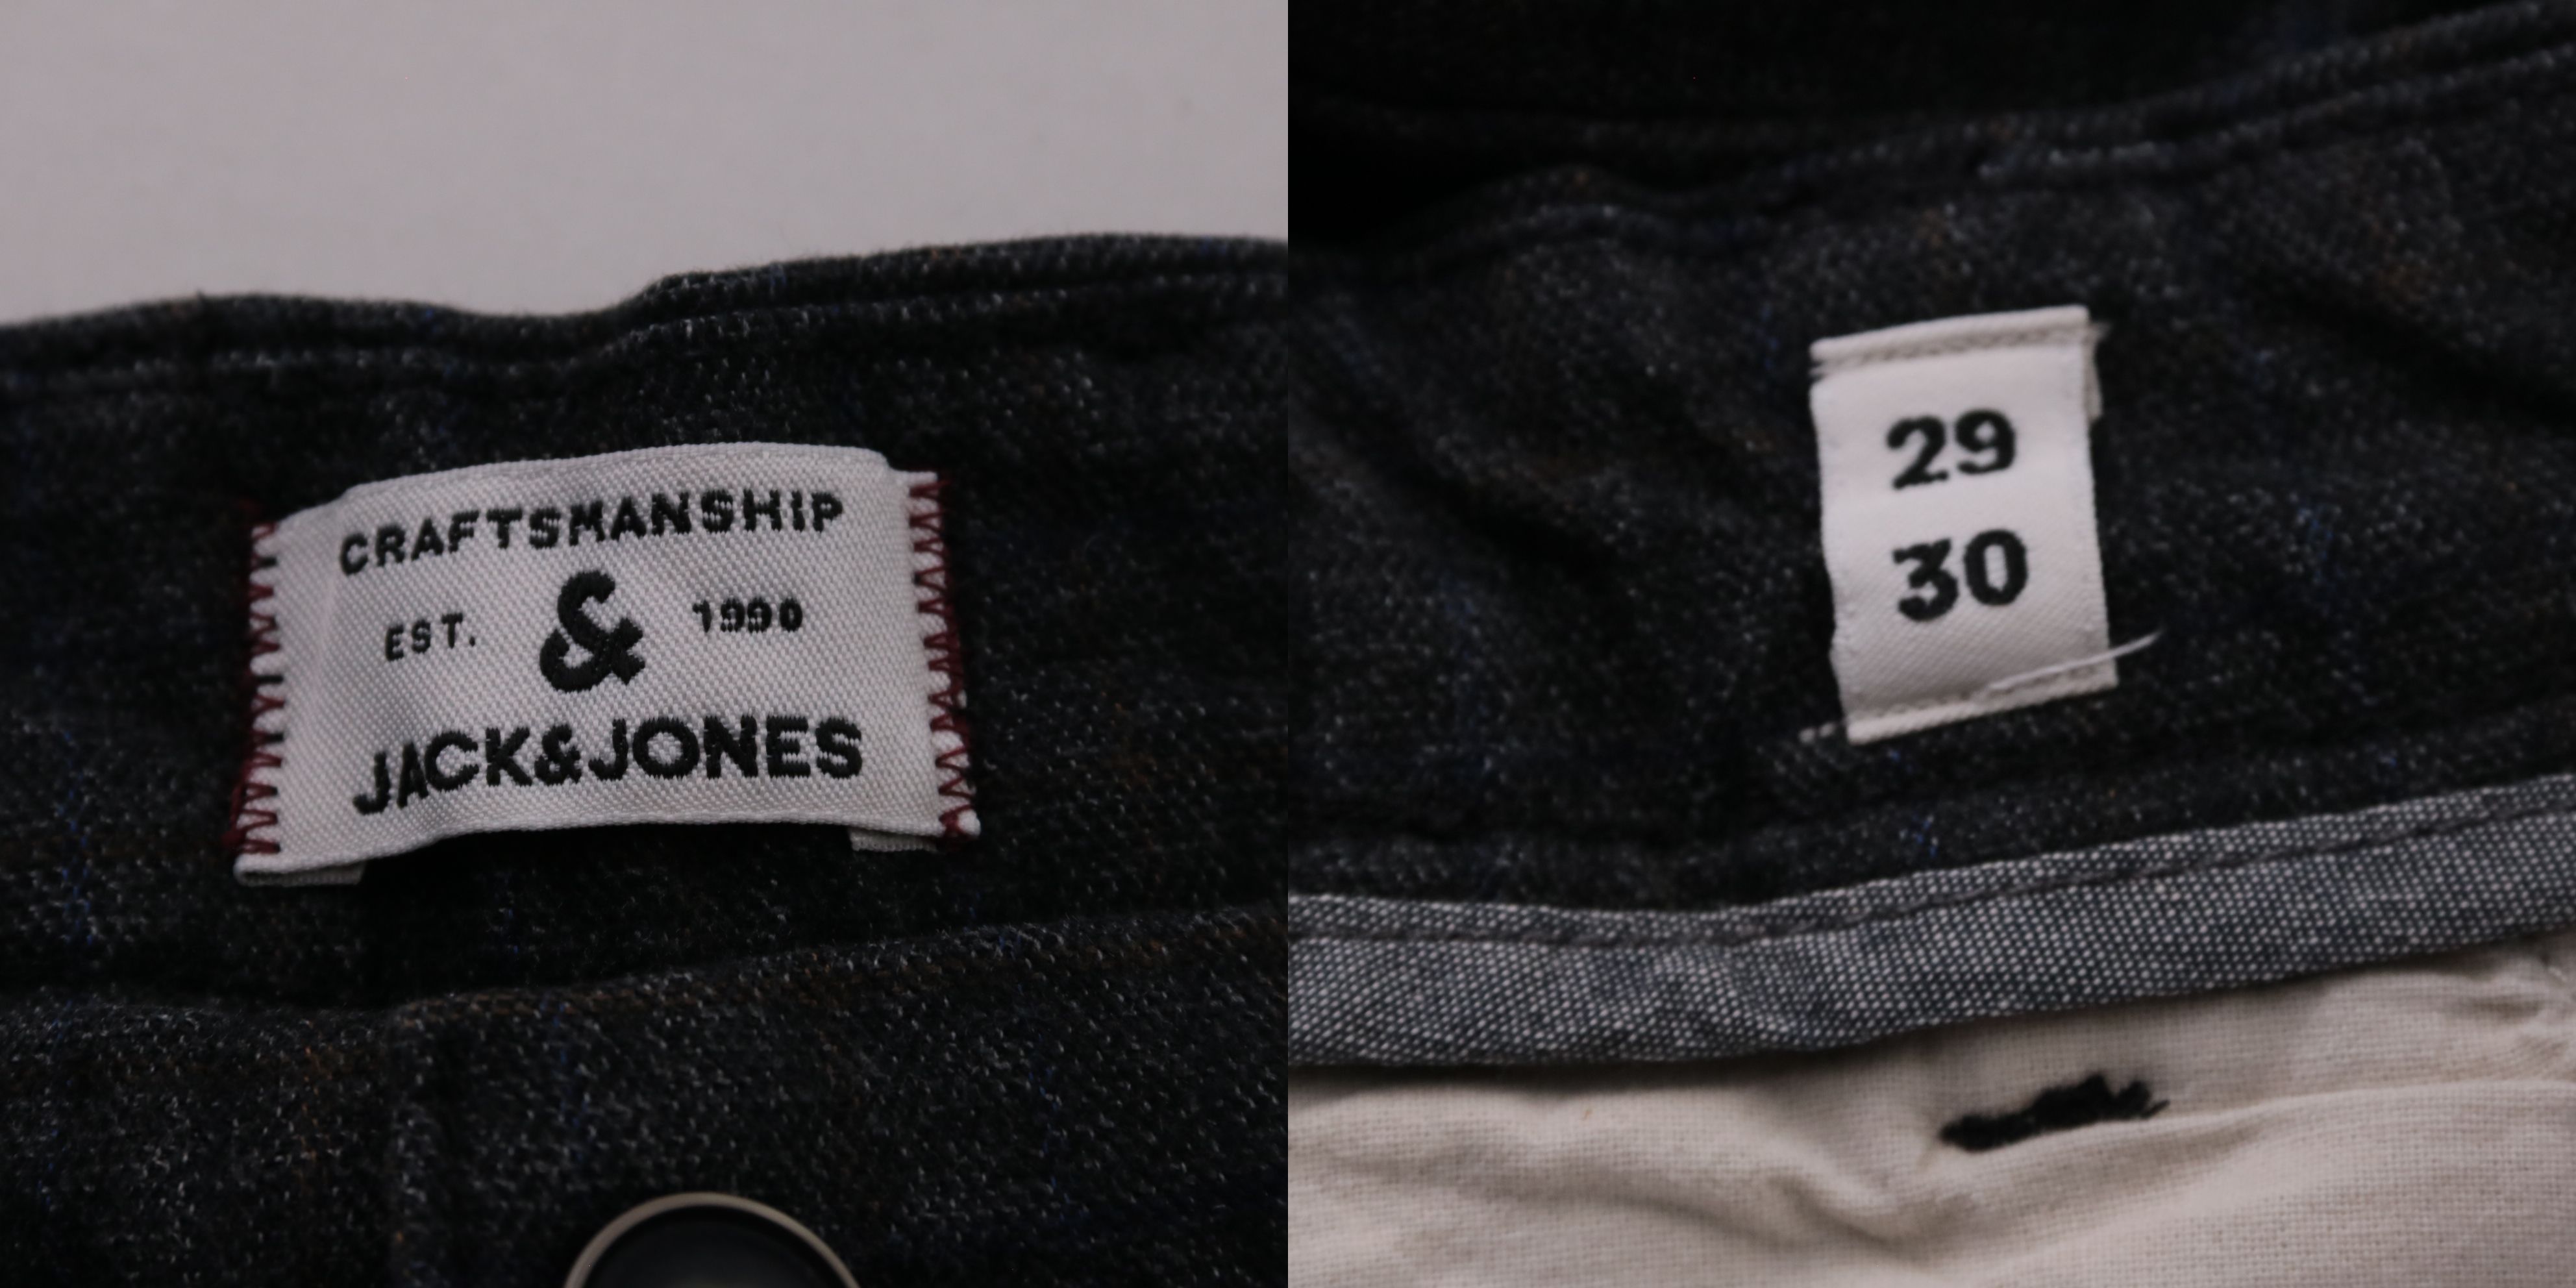 CRAFTSMANSHIP
EST. & 1990
JACK&JONES
29
30